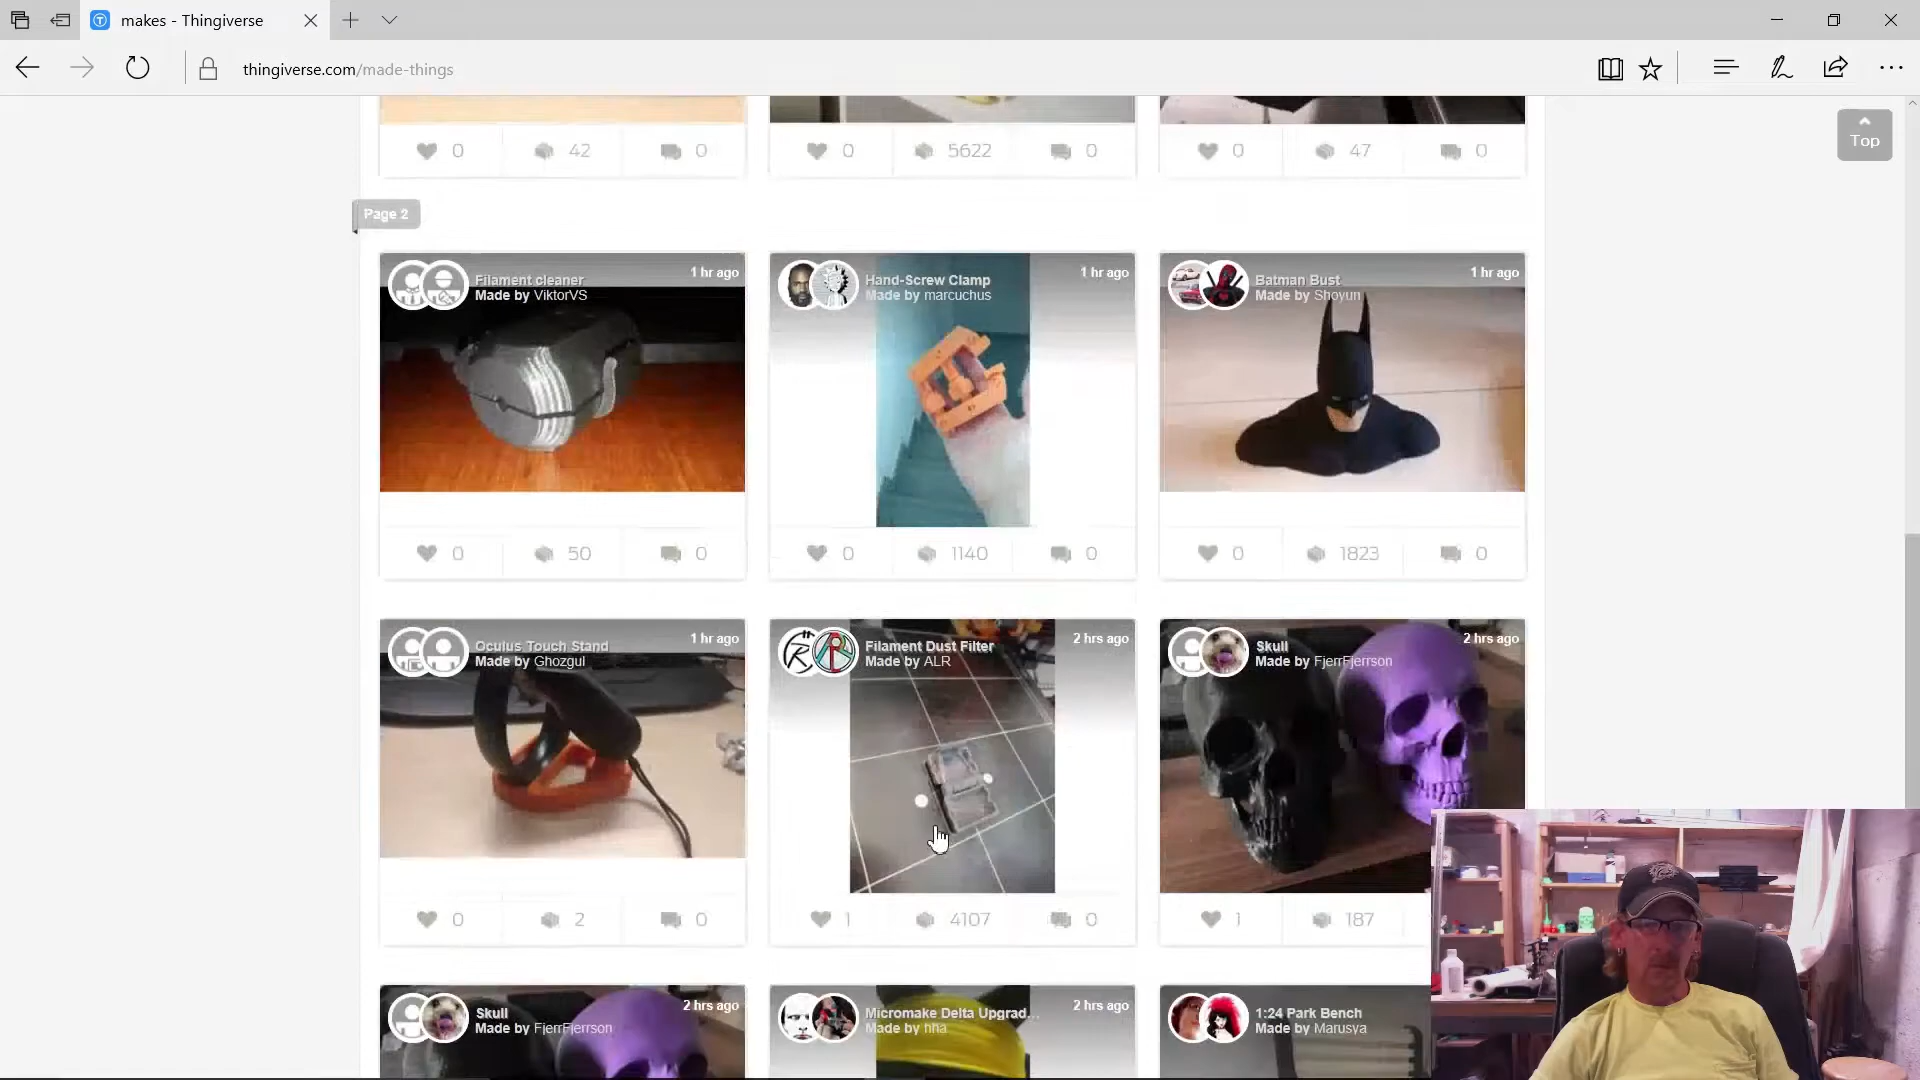 makes - Thingiverse
thingiverse.com/made-things
0 42 0
0 5622 0
0 47 0
Top
Page 2
Filament cleaner
Made by ViktorVS
1 hr ago
Hand-Screw Clamp
Made by marcuchus
1 hr ago
Batman Bust
Made by Shoyun
1 hr ago
0 50 0
0 1140 0
0 1823 0
Oculus Touch Stand
Made by Ghozgul
1 hr ago
Filament Dust Filter
Made by ALR
2 hrs ago
Skull
Made by FjerrFjerrson
2 hrs ago
0 2 0
1 4107 0
1 187
Skull
Made by FjerrFjerrson
2 hrs ago
Micromake Delta Upgrad...
Made by hha
2 hrs ago
1:24 Park Bench
Made by Marusya